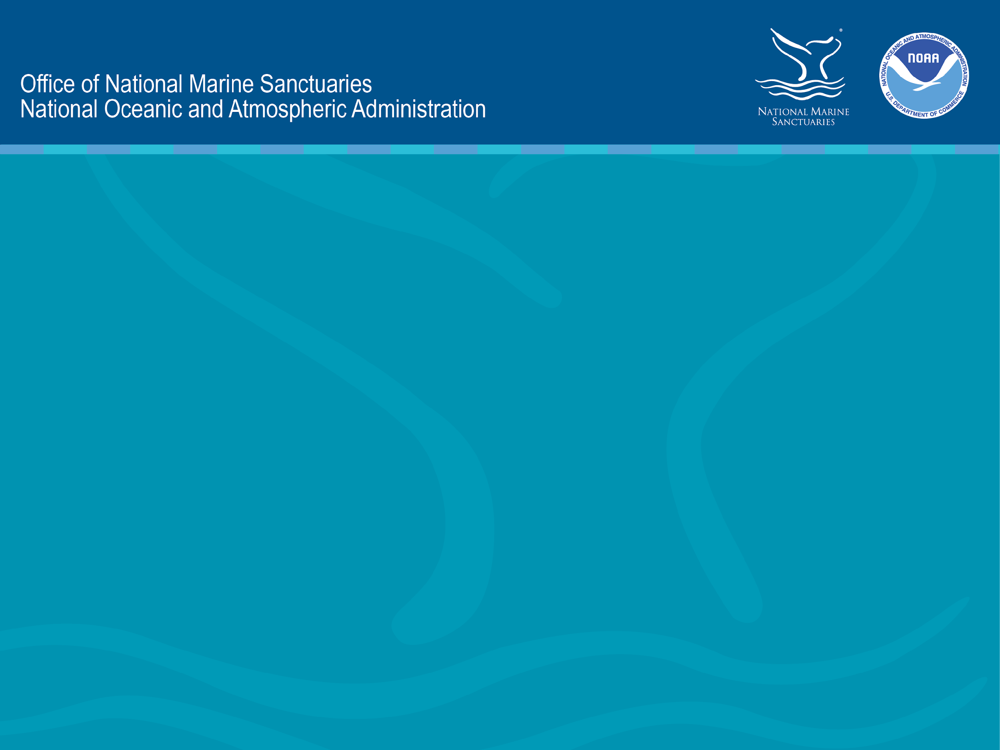 Office of National Marine Sanctuaries
National Oceanic and Atmospheric Administration
®
NATIONAL MARINE
SANCTUARIES
NATIONAL OCEANIC AND ATMOSPHERIC ADMINISTRATION
NOAA
U.S. DEPARTMENT OF COMMERCE